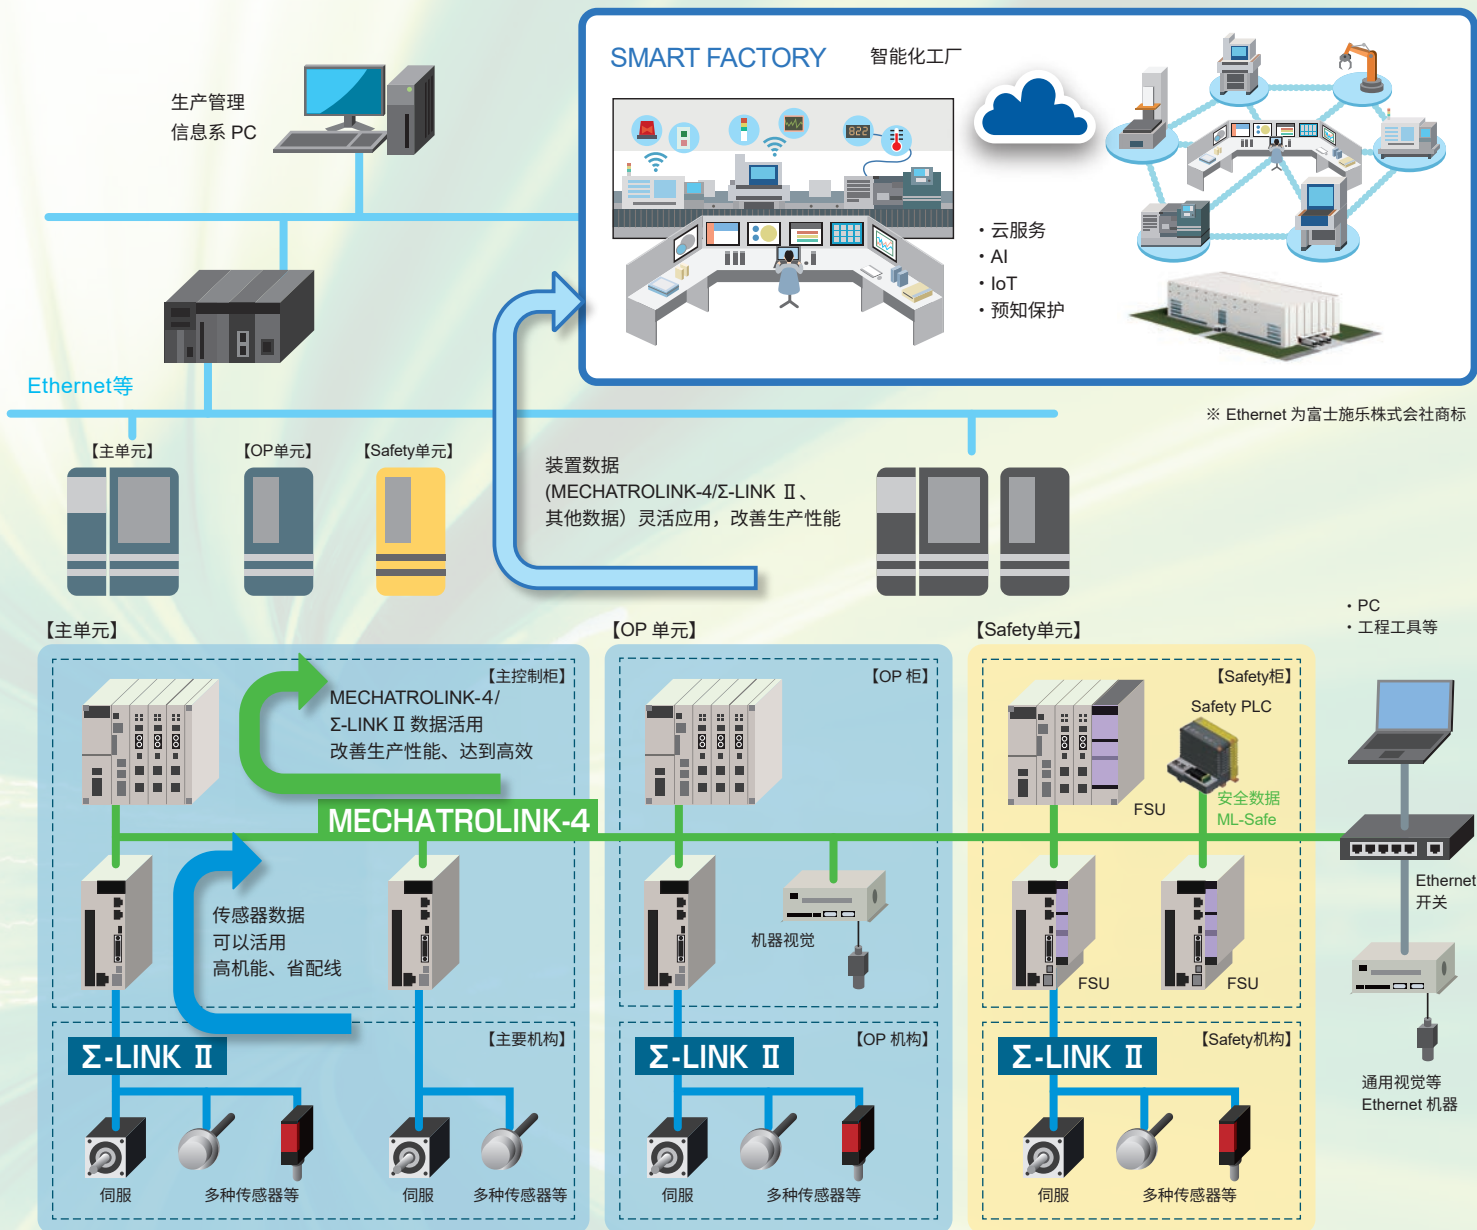 SMART FACTORY 智能化工厂
生产管理
信息系 PC
822
・云服务
・AI
・IoT
・预知保护
Ethernet等
※ Ethernet 为富士施乐株式会社商标
【主单元】
【OP单元】
【Safety单元】
装置数据
(MECHATROLINK-4/Σ-LINK Ⅱ、
其他数据）灵活应用，改善生产性能
・PC
・工程工具等
【主单元】
【OP 单元】
【Safety单元】
【主控制柜】
【OP 柜】
【Safety柜】
MECHATROLINK-4/
Σ-LINK Ⅱ 数据活用
改善生产性能、达到高效
Safety PLC
FSU
安全数据
ML-Safe
MECHATROLINK-4
Ethernet
开关
传感器数据
可以活用
高机能、省配线
机器视觉
FSU
FSU
【主要机构】
【OP 机构】
【Safety机构】
Σ-LINK Ⅱ
Σ-LINK Ⅱ
Σ-LINK Ⅱ
通用视觉等
Ethernet 机器
伺服
多种传感器等
伺服
多种传感器等
伺服
多种传感器等
伺服
多种传感器等